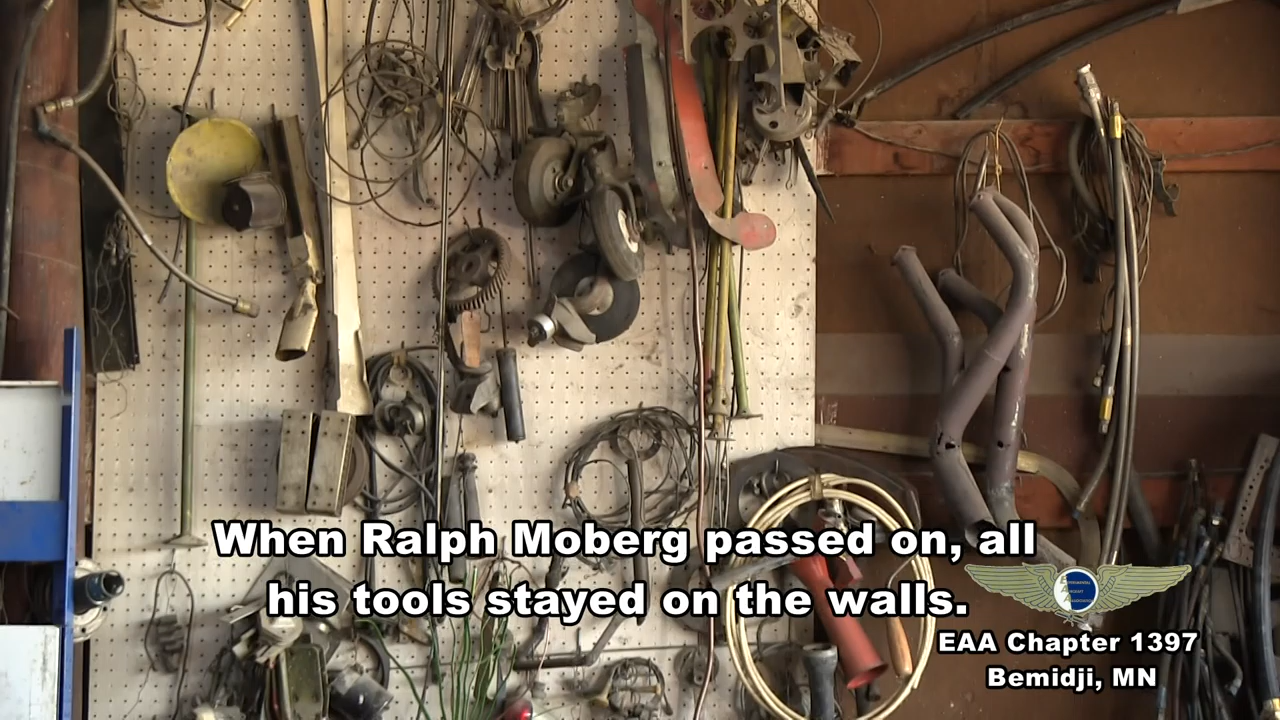 When Ralph Moberg passed on, all
his tools stayed on the walls.
EAA Chapter 1397
Bemidji, MN